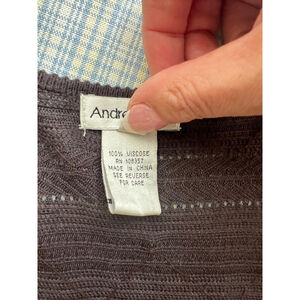 Andre
100% VISCOSE
RN 108357
MADE IN CHINA
SEE REVERSE
FOR CARE